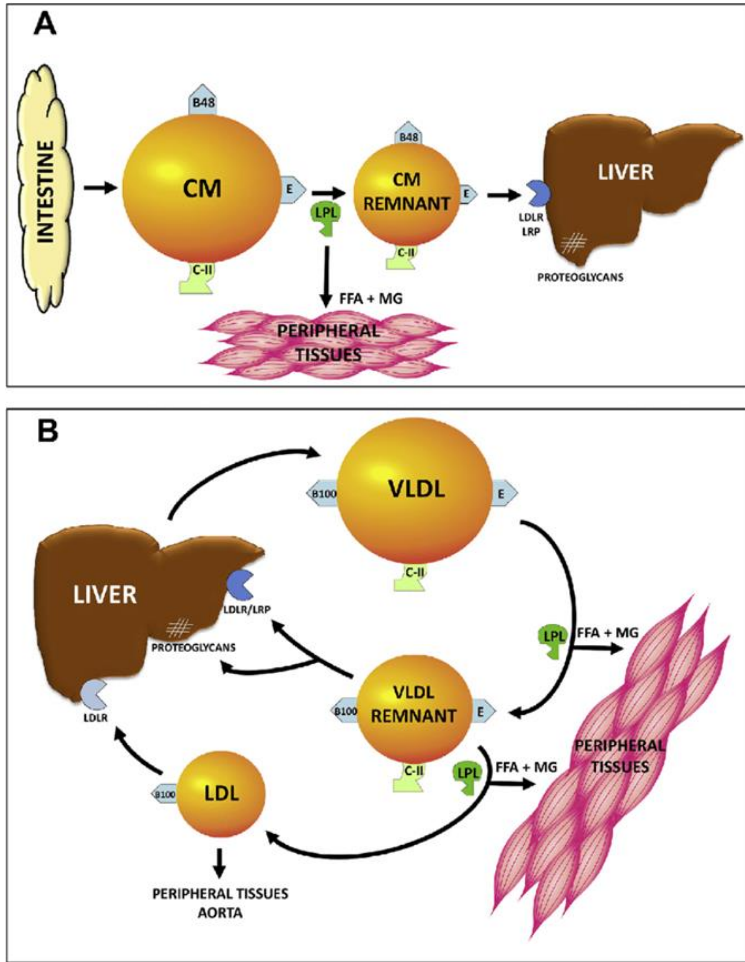 A
INTESTINE
B48
CM
E
C-II
LPL
FFA + MG
PERIPHERAL
TISSUES
B48
CM
REMNANT
E
C-II
LIVER
LDLR
LRP
PROTEOGLYCANS
B
B100
VLDL
E
C-II
LIVER
LDLR/LRP
PROTEOGLYCANS
LDLR
LPL
FFA + MG
PERIPHERAL
TISSUES
B100
VLDL
REMNANT
E
C-II
LPL
FFA + MG
B100
LDL
PERIPHERAL TISSUES
AORTA